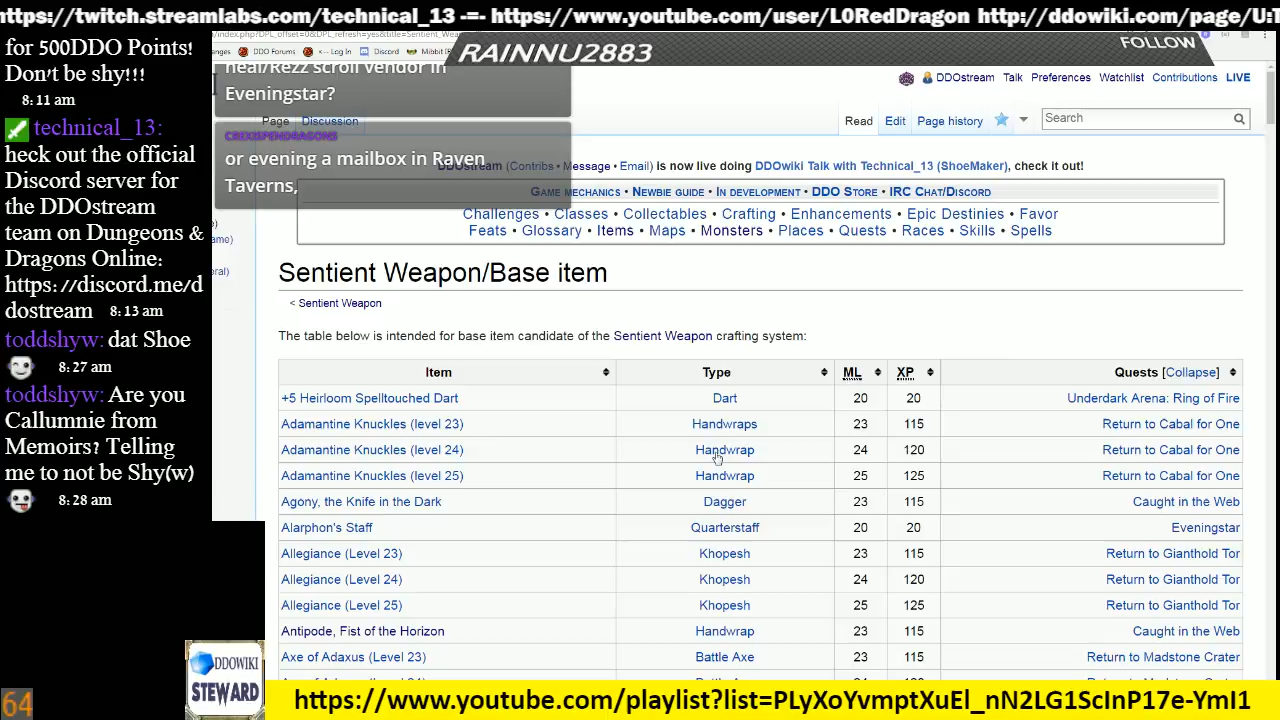 https://twitch.streamlabs.com/technical_13 -=- https://www.youtube.com/user/L0RedDragon http://ddowiki.com/page/U:T
for 500DDO Points!
Don't be shy!!!
8:11 am
technical_13:
heck out the official
Discord server for
the DDOstream
team on Dungeons &
Dragons Online:
https://discord.me/d
dostream 8:13 am
toddshyw: dat Shoe
8:27 am
toddshyw: Are you
Callumnie from
Memoirs? Telling
me to not be Shy(w)
8:28 am
64
DDOWIKI
STEWARD
RAINNU2883
FOLLOW
DDO Forums <-- Log In Discord Mibbit
heal/Rezz scroll vendor in
Eveningstar?
or evening a mailbox in Raven
Taverns,
DDOstream Talk Preferences Watchlist Contributions LIVE
Page Discussion Read Edit Page history Search
DDOstream (Contribs • Message • Email) is now live doing DDOwiki Talk with Technical_13 (ShoeMaker), check it out!
Game mechanics • Newbie guide • In development • DDO Store • IRC Chat/Discord
Challenges • Classes • Collectables • Crafting • Enhancements • Epic Destinies • Favor
Feats • Glossary • Items • Maps • Monsters • Places • Quests • Races • Skills • Spells
Sentient Weapon/Base item
< Sentient Weapon
The table below is intended for base item candidate of the Sentient Weapon crafting system:
Item Type ML XP Quests [Collapse]
+5 Heirloom Spelltouched Dart Dart 20 20 Underdark Arena: Ring of Fire
Adamantine Knuckles (level 23) Handwraps 23 115 Return to Cabal for One
Adamantine Knuckles (level 24) Handwrap 24 120 Return to Cabal for One
Adamantine Knuckles (level 25) Handwrap 25 125 Return to Cabal for One
Agony, the Knife in the Dark Dagger 23 115 Caught in the Web
Alarphon's Staff Quarterstaff 20 20 Eveningstar
Allegiance (Level 23) Khopesh 23 115 Return to Gianthold Tor
Allegiance (Level 24) Khopesh 24 120 Return to Gianthold Tor
Allegiance (Level 25) Khopesh 25 125 Return to Gianthold Tor
Antipode, Fist of the Horizon Handwrap 23 115 Caught in the Web
Axe of Adaxus (Level 23) Battle Axe 23 115 Return to Madstone Crater
https://www.youtube.com/playlist?list=PLyXoYvmptXuEl_nN2LG1ScInP17e-YmI1